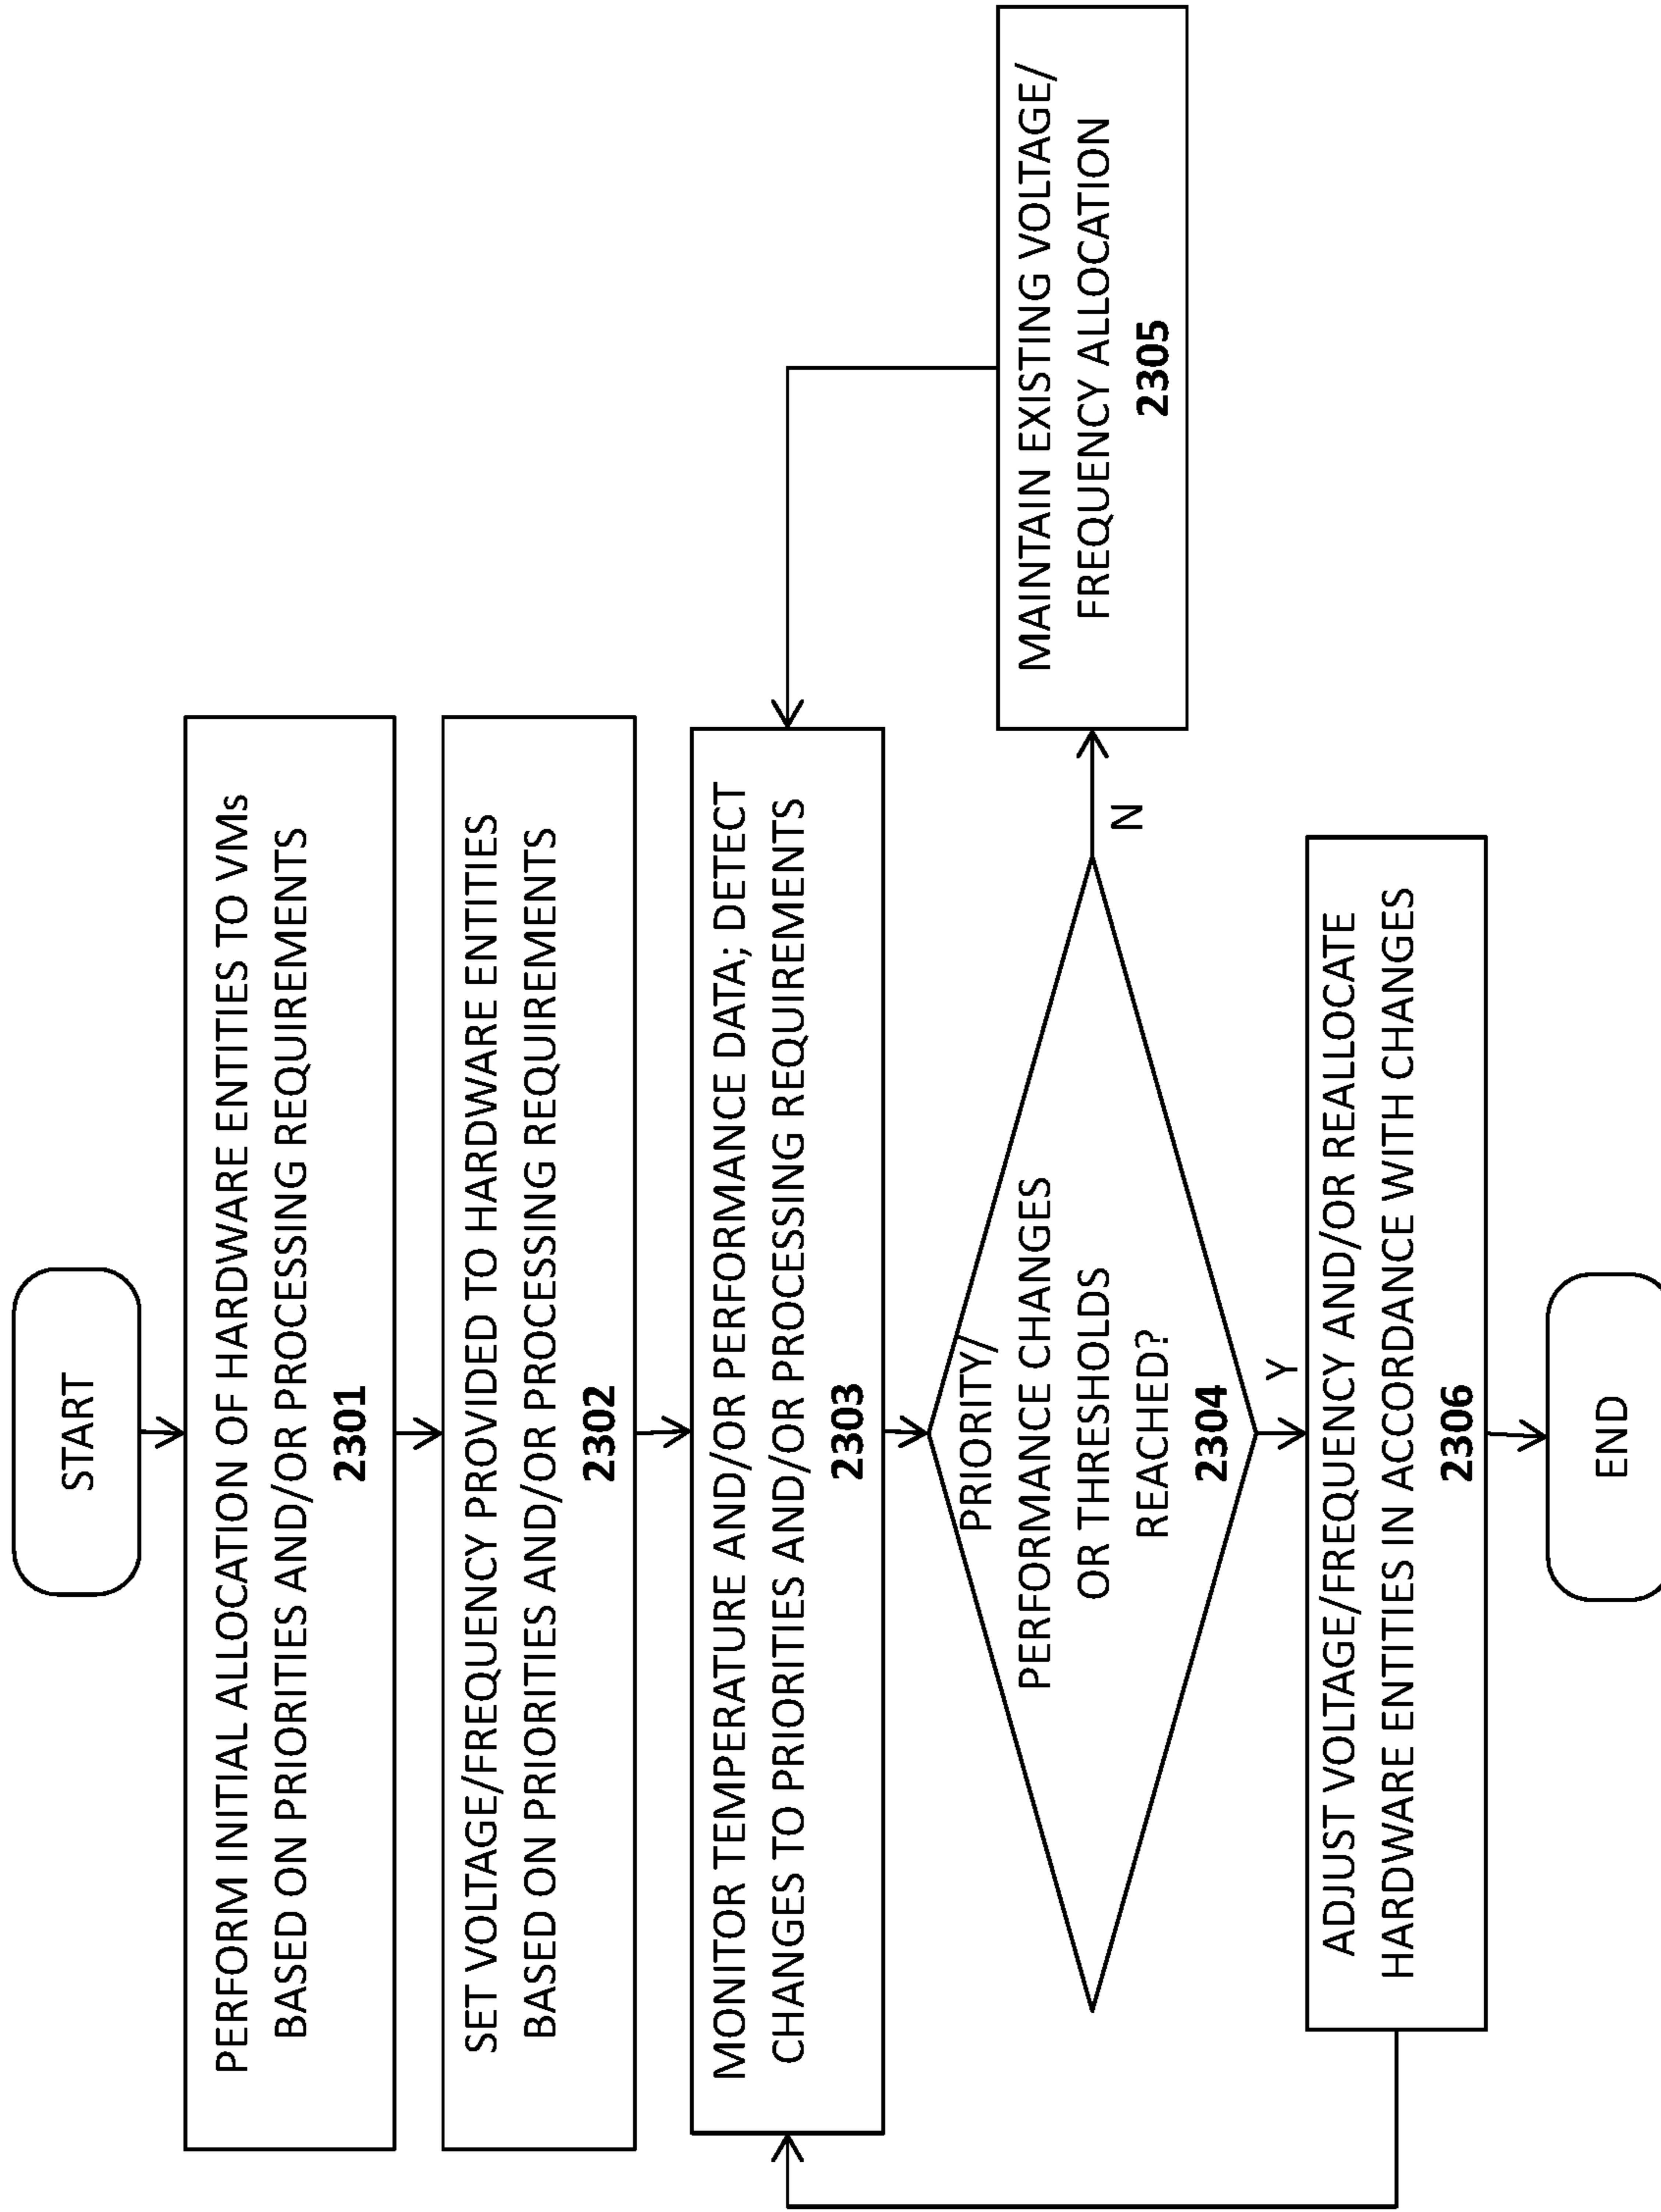 START
PERFORM INITIAL ALLOCATION OF HARDWARE ENTITIES TO VMs
BASED ON PRIORITIES AND/OR PROCESSING REQUIREMENTS
2301
SET VOLTAGE/FREQUENCY PROVIDED TO HARDWARE ENTITIES
BASED ON PRIORITIES AND/OR PROCESSING REQUIREMENTS
2302
MONITOR TEMPERATURE AND/OR PERFORMANCE DATA; DETECT
CHANGES TO PRIORITIES AND/OR PROCESSING REQUIREMENTS
2303
PRIORITY/
PERFORMANCE CHANGES
OR THRESHOLDS
REACHED?
2304
N
MAINTAIN EXISTING VOLTAGE/
FREQUENCY ALLOCATION
2305
Y
ADJUST VOLTAGE/FREQUENCY AND/OR REALLOCATE
HARDWARE ENTITIES IN ACCORDANCE WITH CHANGES
2306
END